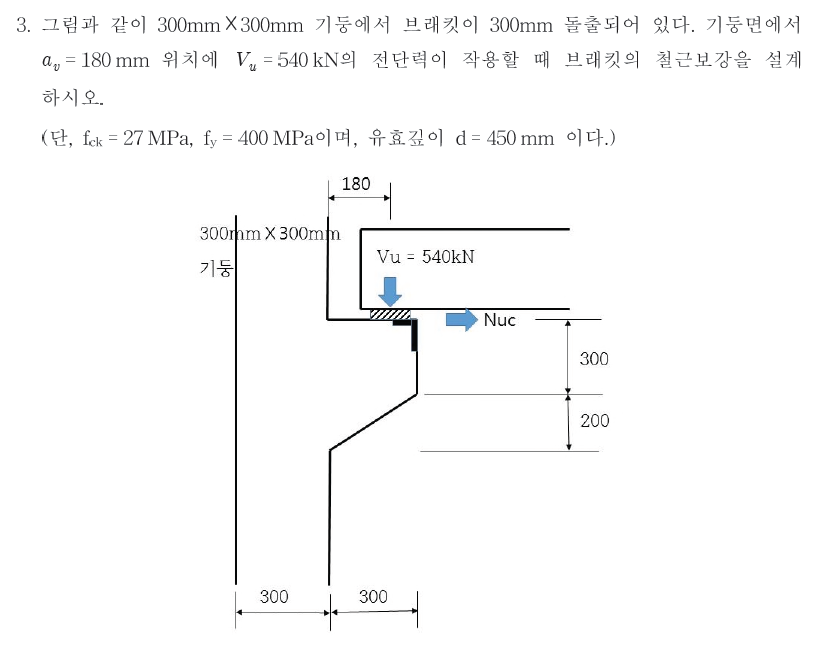 3. 그림과 같이 300mm×300mm 기둥에서 브래킷이 300mm 돌출되어 있다. 기둥면에서
a_v = 180 mm 위치에 V_u = 540 kN의 전단력이 작용할 때 브래킷의 철근보강을 설계
하시오.
(단, f_ck = 27 MPa, f_y = 400 MPa이며, 유효깊이 d = 450 mm 이다.)
180
300mm×300mm
기둥
Vu = 540kN
Nuc
300
200
300
300